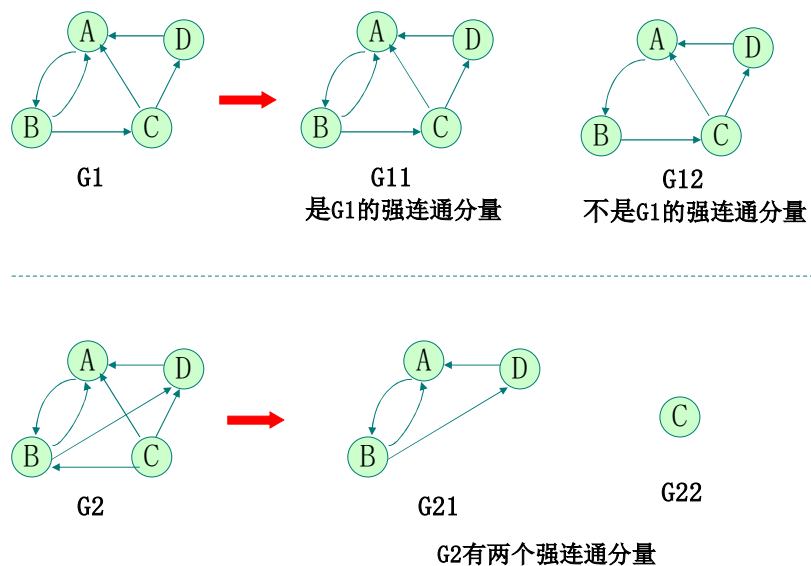 A D A D A D
B C B C B C
G1 G11 G12
是G1的强连通分量 不是G1的强连通分量
A D A D
C
B C B
G2 G21 G22
G2有两个强连通分量